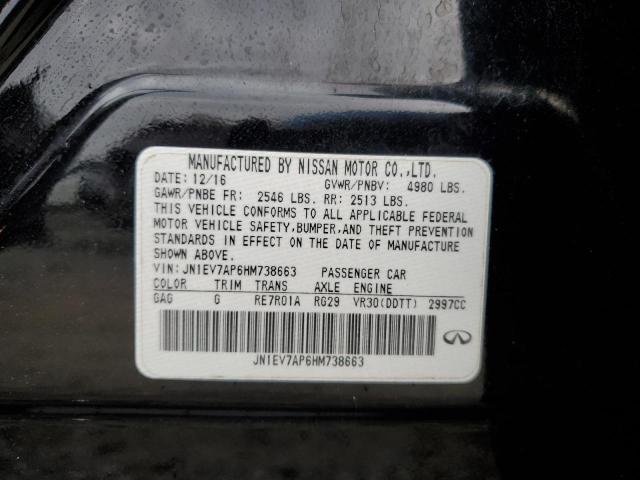 MANUFACTURED BY NISSAN MOTOR CO.,LTD.
DATE: 12/16 GVWR/PNBV: 4980 LBS.
GAWR/PNBE FR: 2546 LBS. RR: 2513 LBS.
THIS VEHICLE CONFORMS TO ALL APPLICABLE FEDERAL
MOTOR VEHICLE SAFETY,BUMPER,AND THEFT PREVENTION
STANDARDS IN EFFECT ON THE DATE OF MANUFACTURE
SHOWN ABOVE.
VIN: JN1EV7AP6HM738663 PASSENGER CAR
COLOR TRIM TRANS AXLE ENGINE
GAG G RE7R01A RG29 VR30(DDTT) 2997CC
JN1EV7AP6HM738663